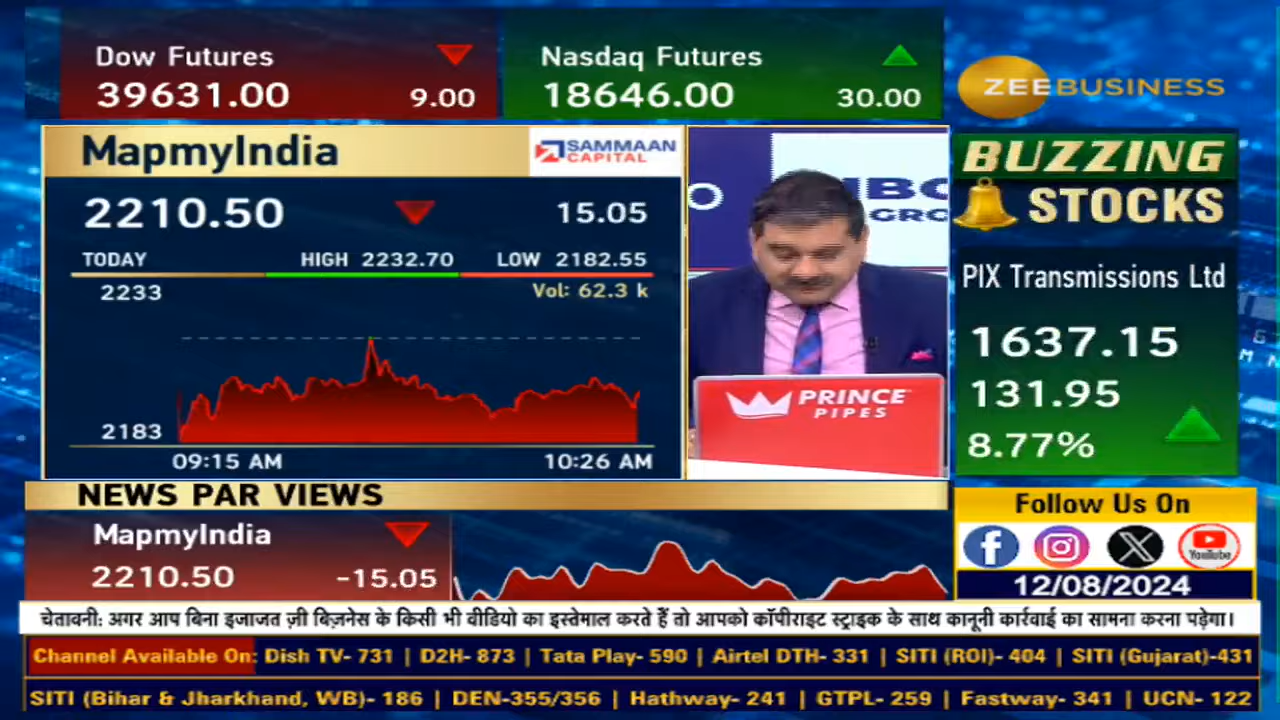 Dow Futures
39631.00 9.00
Nasdaq Futures
18646.00 30.00
ZEEBUSINESS
MapmyIndia
SAMMAAN
CAPITAL
2210.50 15.05
TODAY HIGH 2232.70 LOW 2182.55
2233 Vol: 62.3 k
2183
09:15 AM 10:26 AM
PRINCE
PIPES
BUZZING
STOCKS
PIX Transmissions Ltd
1637.15
131.95
8.77%
NEWS PAR VIEWS
MapmyIndia
2210.50 -15.05
Follow Us On
YouTube
12/08/2024
चेतावनी: अगर आप बिना इजाजत ज़ी बिज़नेस के किसी भी वीडियो का इस्तेमाल करते हैं तो आपको कॉपीराइट स्ट्राइक के साथ कानूनी कार्रवाई का सामना करना पड़ेगा।
Channel Available On: Dish TV- 731 | D2H- 873 | Tata Play- 590 | Airtel DTH- 331 | SITI (ROI)- 404 | SITI (Gujarat)-431
SITI (Bihar & Jharkhand, WB)- 186 | DEN-355/356 | Hathway- 241 | GTPL- 259 | Fastway- 341 | UCN- 122